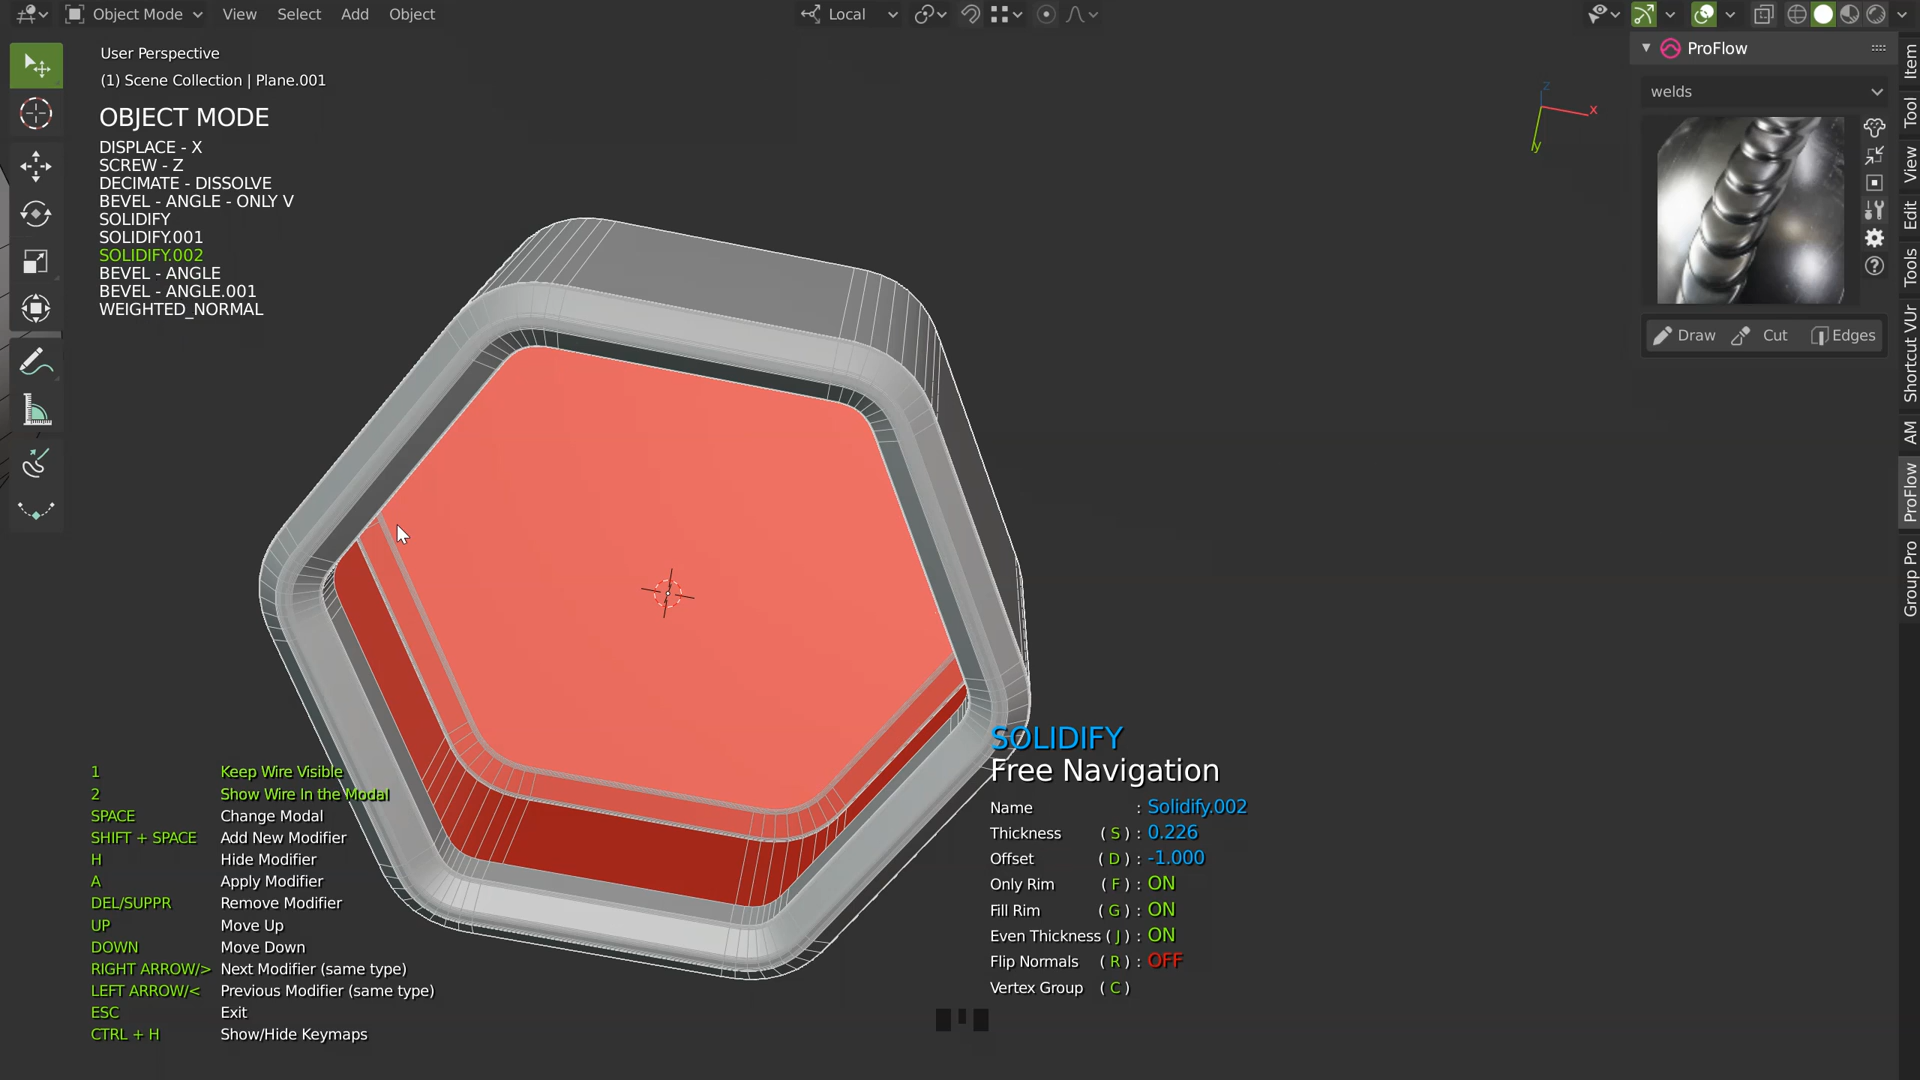 Object Mode View Select Add Object Local
User Perspective
(1) Scene Collection | Plane.001
OBJECT MODE
DISPLACE - X
SCREW - Z
DECIMATE - DISSOLVE
BEVEL - ANGLE - ONLY V
SOLIDIFY
SOLIDIFY.001
SOLIDIFY.002
BEVEL - ANGLE
BEVEL - ANGLE.001
WEIGHTED_NORMAL
1 Keep Wire Visible
2 Show Wire In the Modal
SPACE Change Modal
SHIFT + SPACE Add New Modifier
H Hide Modifier
A Apply Modifier
DEL/SUPPR Remove Modifier
UP Move Up
DOWN Move Down
RIGHT ARROW/> Next Modifier (same type)
LEFT ARROW/< Previous Modifier (same type)
ESC Exit
CTRL + H Show/Hide Keymaps
SOLIDIFY
Free Navigation
Name : Solidify.002
Thickness ( S ) : 0.226
Offset ( D ) : -1.000
Only Rim ( F ) : ON
Fill Rim ( G ) : ON
Even Thickness ( J ) : ON
Flip Normals ( R ) : OFF
Vertex Group ( C )
z
x
y
ProFlow
welds
Draw Cut Edges
Item
Tool
View
Edit
Tools
Shortcut VUr
AM
ProFlow
Group Pro